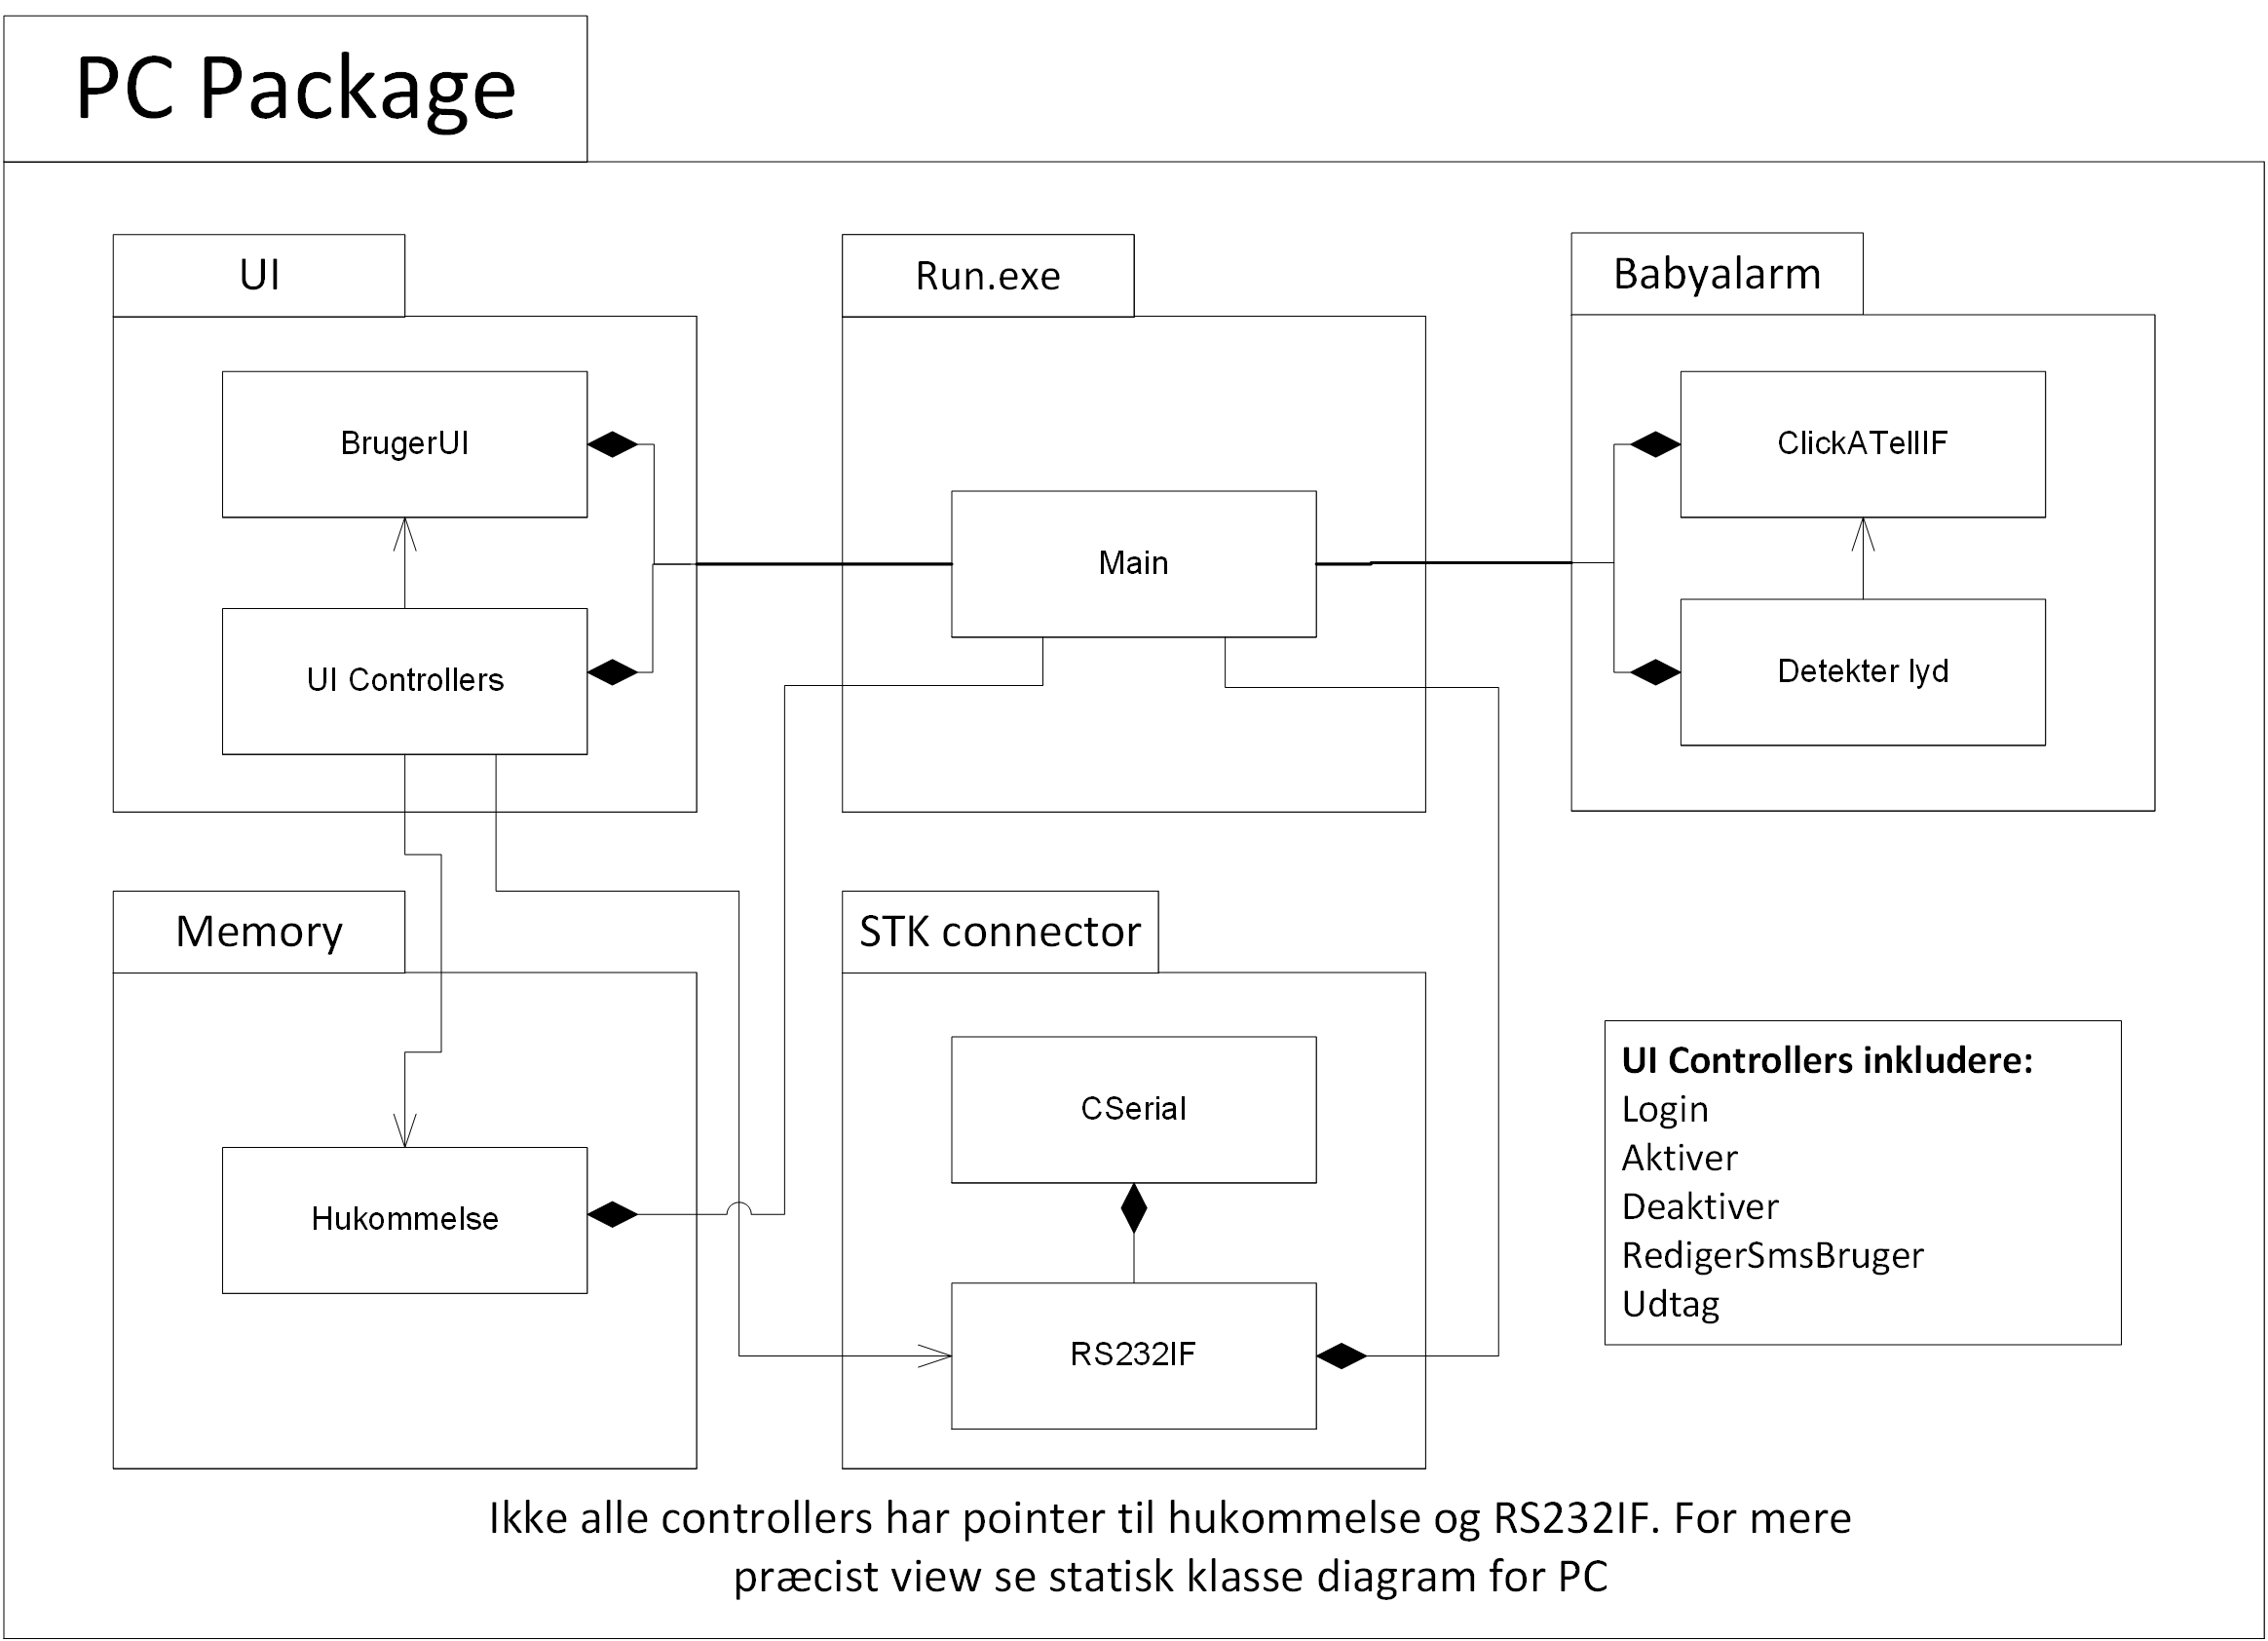 PC Package
UI
Run.exe
Babyalarm
BrugerUI
ClickATellIF
Main
UI Controllers
Detekter lyd
Memory
STK connector
CSerial
Hukommelse
RS232IF
UI Controllers inkludere:
Login
Aktiver
Deaktiver
RedigerSmsBruger
Udtag
Ikke alle controllers har pointer til hukommelse og RS232IF. For mere
præcist view se statisk klasse diagram for PC